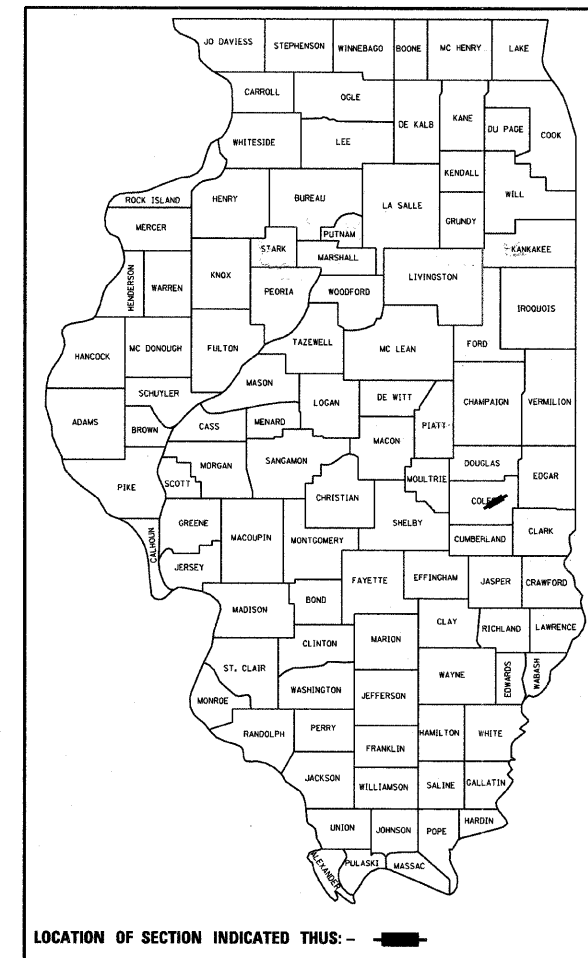 JO DAVIESS STEPHENSON WINNEBAGO BOONE MC HENRY LAKE
CARROLL OGLE
DE KALB KANE DU PAGE COOK
WHITESIDE LEE
KENDALL
ROCK ISLAND HENRY BUREAU LA SALLE WILL
GRUNDY
MERCER PUTNAM
STARK KANKAKEE
MARSHALL
HENDERSON WARREN KNOX LIVINGSTON
PEORIA WOODFORD
IROQUOIS
TAZEWELL FORD
HANCOCK MC DONOUGH FULTON MC LEAN
MASON
SCHUYLER LOGAN DE WITT CHAMPAIGN VERMILION
ADAMS BROWN CASS MENARD PIATT
MACON
MORGAN SANGAMON DOUGLAS
PIKE SCOTT MOULTRIE EDGAR
CHRISTIAN
GREENE SHELBY
CALHOUN MACOUPIN MONTGOMERY CUMBERLAND CLARK
JERSEY
FAYETTE EFFINGHAM JASPER CRAWFORD
MADISON BOND
CLAY RICHLAND LAWRENCE
CLINTON MARION
ST. CLAIR WAYNE EDWARDS WABASH
WASHINGTON JEFFERSON
MONROE
RANDOLPH PERRY HAMILTON WHITE
FRANKLIN
JACKSON WILLIAMSON SALINE GALLATIN
UNION JOHNSON POPE HARDIN
ALEXANDER PULASKI MASSAC
LOCATION OF SECTION INDICATED THUS: -